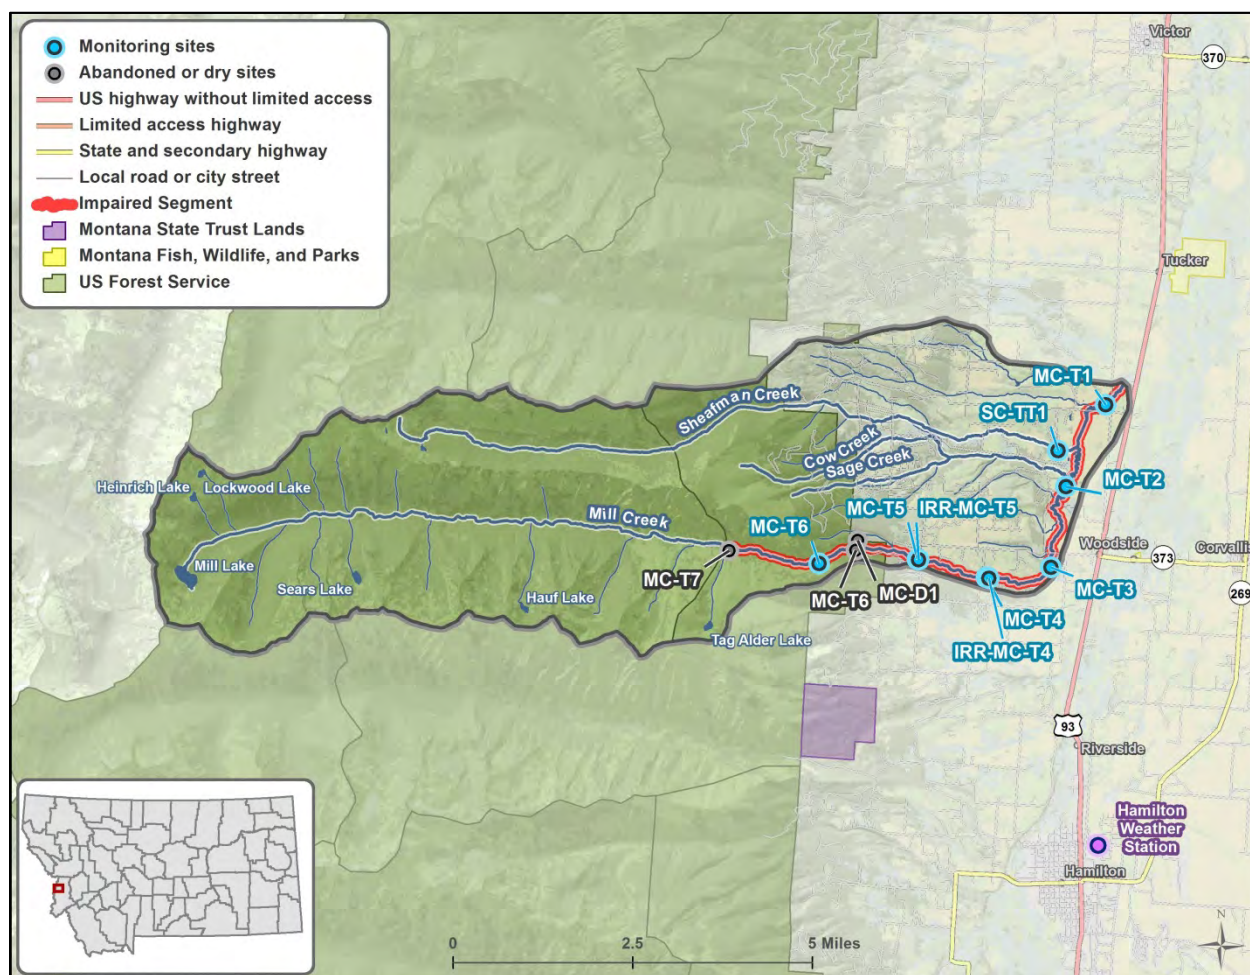 Monitoring sites
Abandoned or dry sites
US highway without limited access
Limited access highway
State and secondary highway
Local road or city street
Impaired Segment
Montana State Trust Lands
Montana Fish, Wildlife, and Parks
US Forest Service
Victor
370
Tucker
MC-T1
Sheafman Creek
SC-TT1
Cow Creek
Sage Creek
Heinrich Lake
Lockwood Lake
MC-T2
Mill Creek
MC-T6
MC-T5
IRR-MC-T5
Woodside
373
Corvallis
Mill Lake
Sears Lake
MC-T7
Hauf Lake
MC-T6
MC-D1
MC-T3
269
MC-T4
Tag Alder Lake
IRR-MC-T4
93
Riverside
Hamilton
Weather
Station
Hamilton
N
0
2.5
5 Miles